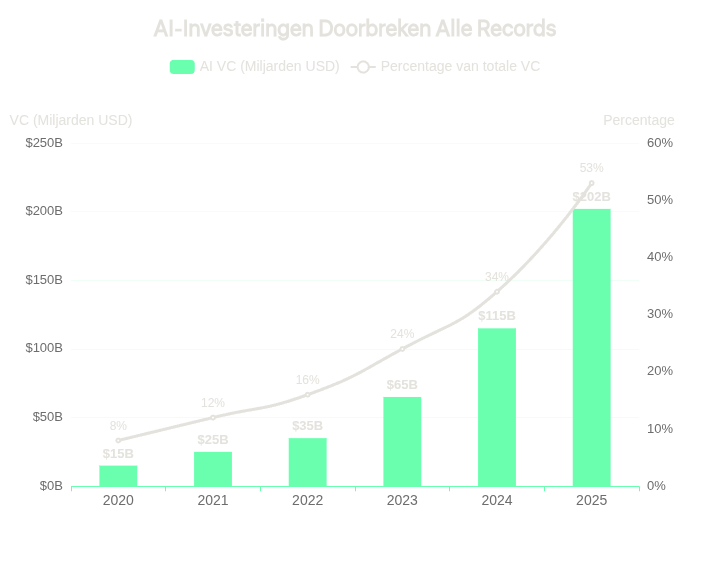 AI-Investeringen Doorbreken Alle Records
AI VC (Miljarden USD) Percentage van totale VC
VC (Miljarden USD) Percentage
$250B 60%
53%
$202B
$200B 50%
40%
$150B 34%
$115B 30%
$100B 24%
20%
16% $65B
12% $35B
$50B 10%
8% $25B
$15B
$0B 0%
2020 2021 2022 2023 2024 2025